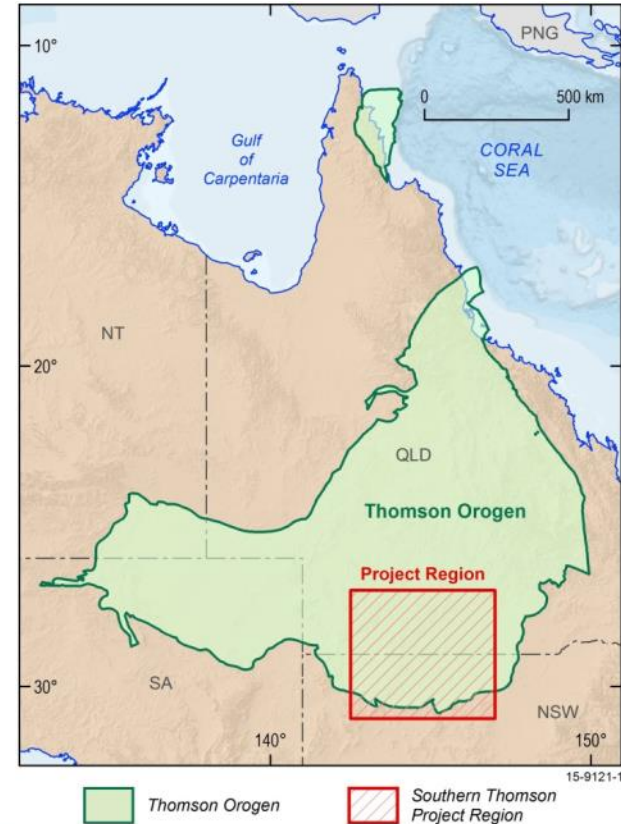 10°
PNG
0
500 km
Gulf
of
Carpentaria
CORAL
SEA
NT
20°
QLD
Thomson Orogen
Project Region
SA
30°
NSW
140°
150°
15-9121-1
Thomson Orogen
Southern Thomson
Project Region